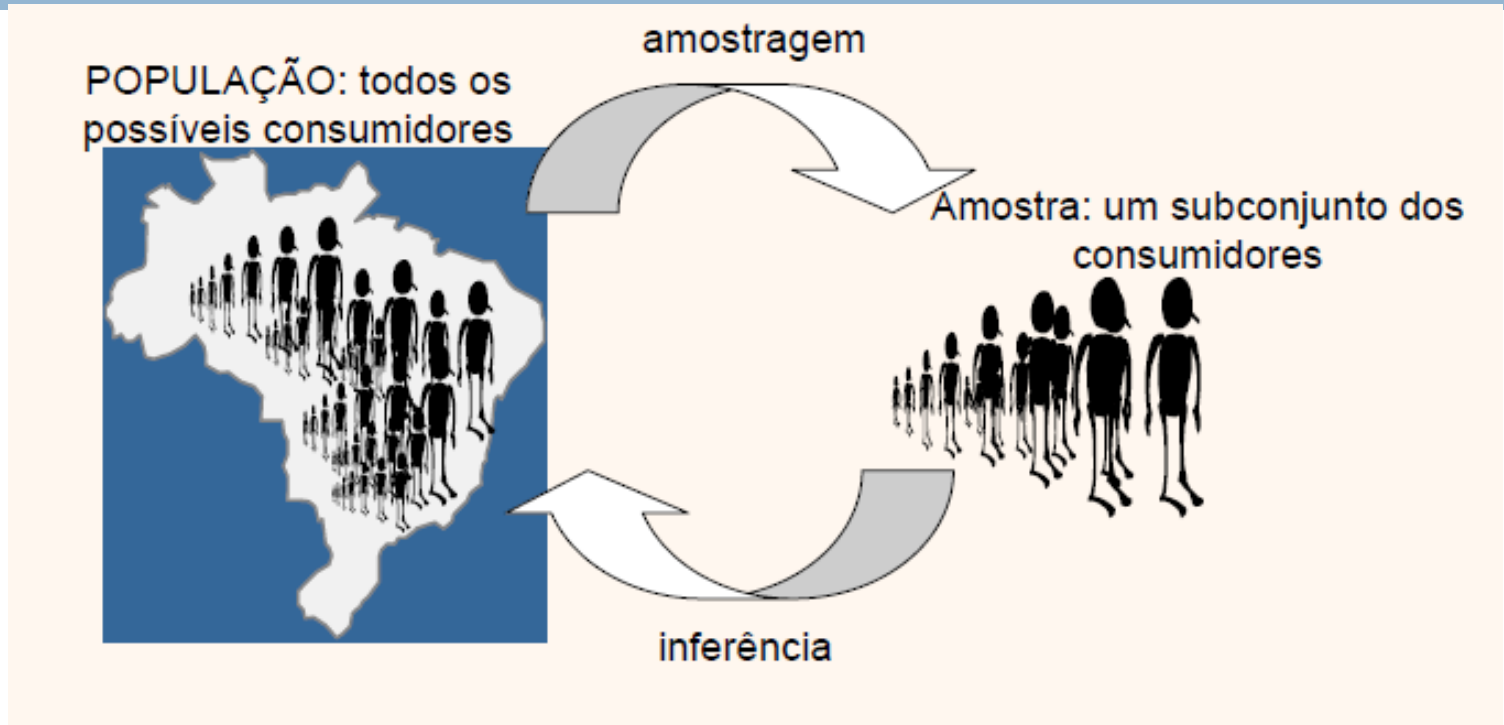 amostragem
POPULAÇÃO: todos os
possíveis consumidores
Amostra: um subconjunto dos
consumidores
inferência